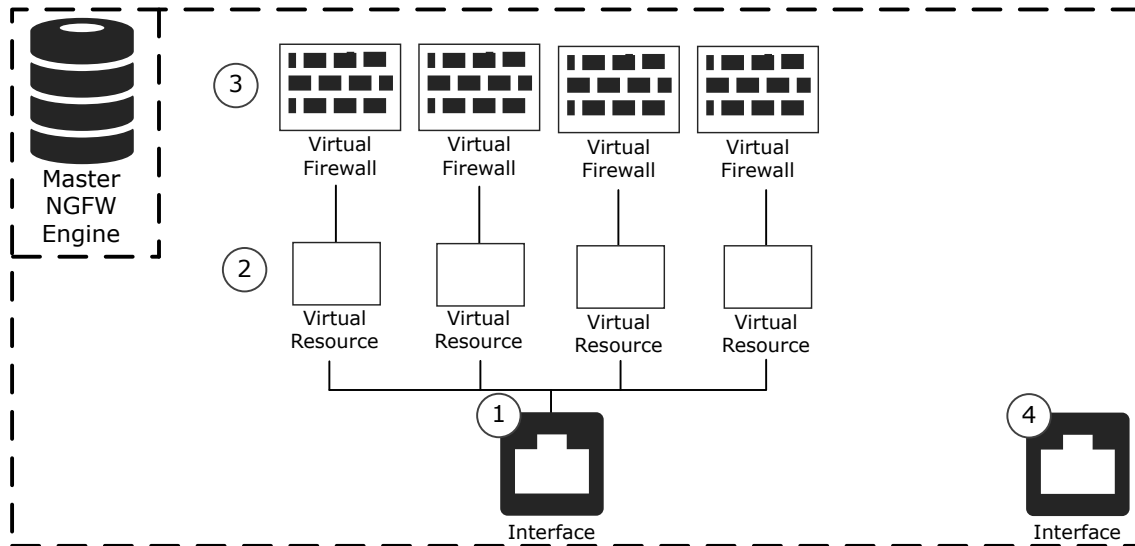 Master
NGFW
Engine
3
Virtual
Firewall
Virtual
Firewall
Virtual
Firewall
Virtual
Firewall
2
Virtual
Resource
Virtual
Resource
Virtual
Resource
Virtual
Resource
1
Interface
4
Interface